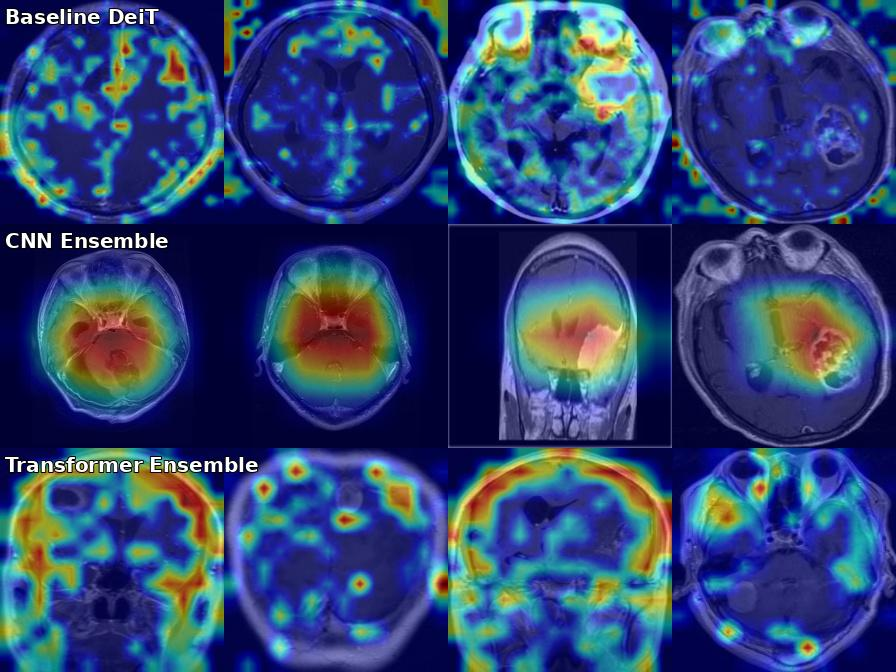 Baseline DeiT
CNN Ensemble
Transformer Ensemble